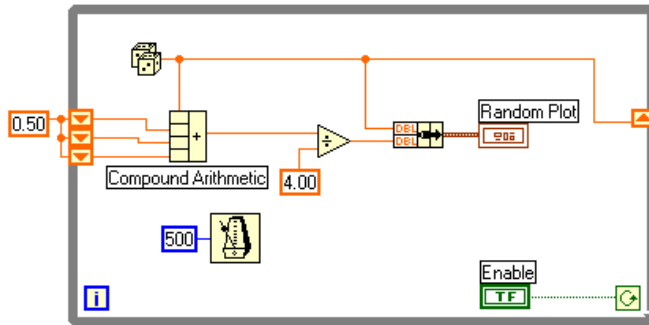 Random Plot
0.50
+
DBL
÷
DBL
Compound Arithmetic
4.00
500
Enable
i
TF